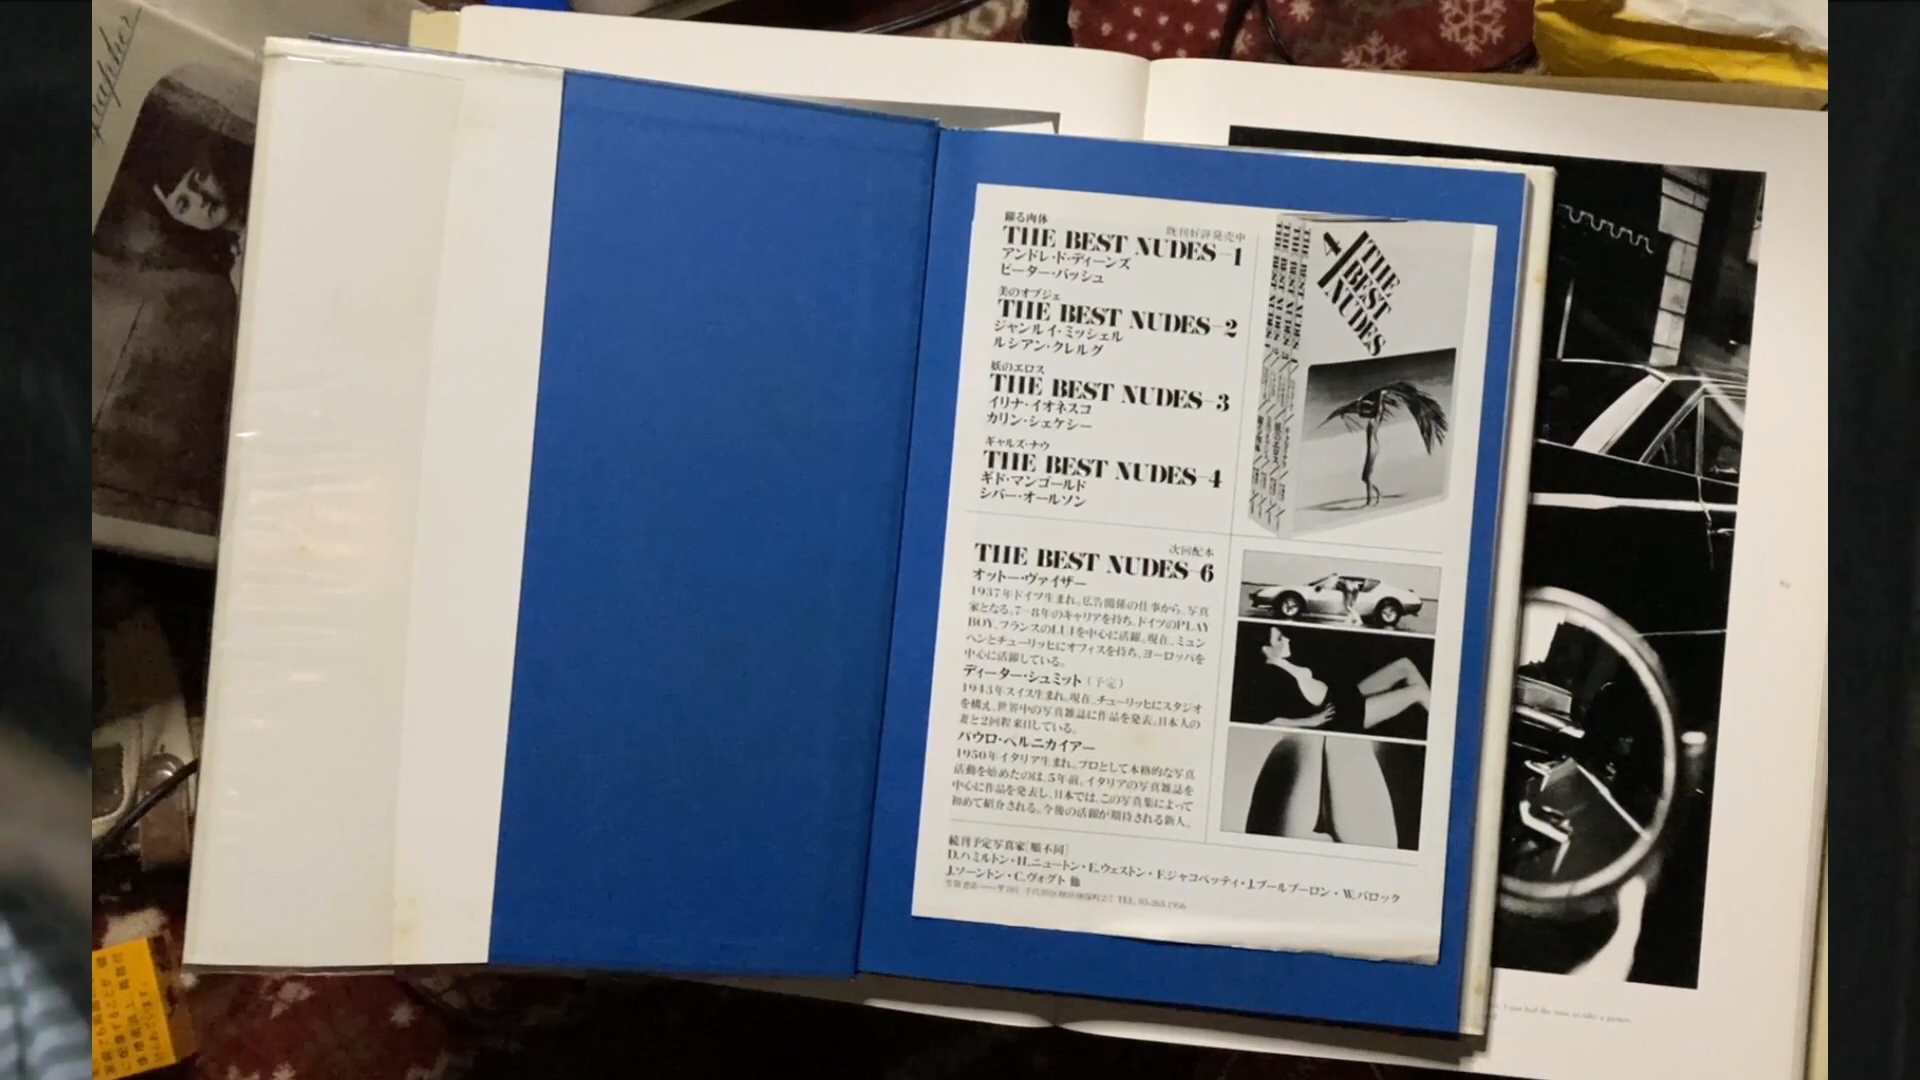 躍る肉体
既刊好評発売中
THE BEST NUDES-1
アンドレ・ド・ディーンズ
ピーター・バッシュ
美のオブジェ
THE BEST NUDES-2
ジャンルイ・ミッシェル
ルシアン・クレルグ
妖のエロス
THE BEST NUDES-3
イリナ・イオネスコ
カリン・シェケシー
ギャルズ・ナウ
THE BEST NUDES-4
ギド・マンゴールド
シバー・オールソン
4
THE
BEST
NUDES
次回配本
THE BEST NUDES-6
オットー・ヴァイザー
1937年ドイツ生まれ。広告関係の仕事から、写真
家となる。7―8年のキャリアを持ち、ドイツのPLAY
BOY、フランスのLUIを中心に活躍。現在、ミュン
ヘンとチューリッヒにオフィスを持ち、ヨーロッパを
中心に活躍している。
ディーター・シュミット（予定）
1943年スイス生まれ。現在、チューリッヒにスタジオ
を構え、世界中の写真雑誌に作品を発表。日本人の
妻と2回程来日している。
パウロ・ペルニカイアー
1950年イタリア生まれ。プロとして本格的な写真
活動を始めたのは、5年前。イタリアの写真雑誌を
中心に作品を発表し、日本では、この写真集によって
初めて紹介される。今後の活躍が期待される新人。
続刊予定写真家[順不同]
D.ハミルトン・H.ニュートン・E.ウェストン・F.ジャコベッティ・J.ブールブーロン・W.バロック
J.ソーントン・C.ヴォグト 他
TEL. 03-263-1956